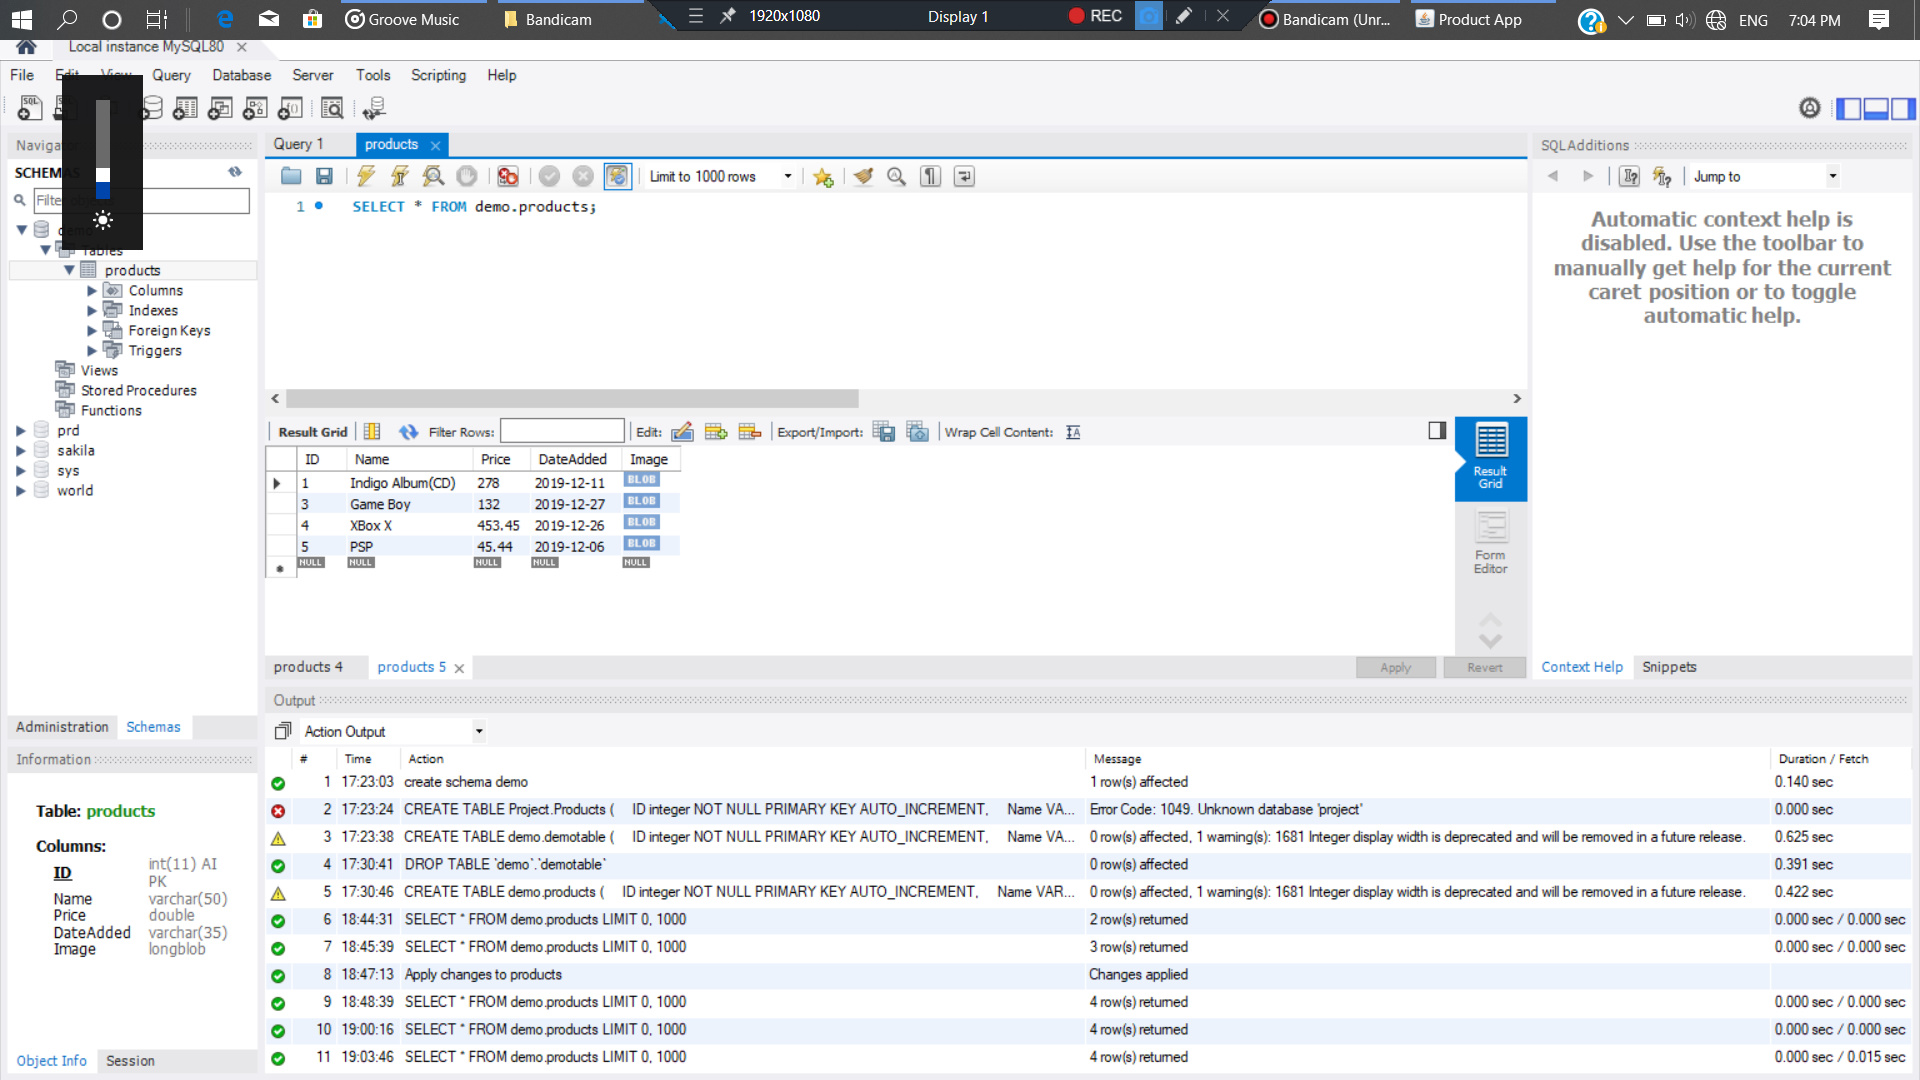 Groove Music
Bandicam
1920x1080
Display 1
REC
Bandicam (Unr...
Product App
ENG
7:04 PM
Local instance MySQL80
File Edit View Query Database Server Tools Scripting Help
Navigator
SCHEMAS
Query 1
products
SQLAdditions
Limit to 1000 rows
Jump to
1
SELECT * FROM demo.products;
Automatic context help is
disabled. Use the toolbar to
manually get help for the current
caret position or to toggle
automatic help.
Tables
products
Columns
Indexes
Foreign Keys
Triggers
Views
Stored Procedures
Functions
prd
sakila
sys
world
Result Grid
Filter Rows:
Edit:
Export/Import:
Wrap Cell Content:
ID Name Price DateAdded Image
1 Indigo Album(CD) 278 2019-12-11 BLOB
3 Game Boy 132 2019-12-27 BLOB
4 XBox X 453.45 2019-12-26 BLOB
5 PSP 45.44 2019-12-06 BLOB
NULL NULL NULL NULL NULL
Result
Grid
Form
Editor
products 4
products 5
Apply
Revert
Context Help
Snippets
Administration
Schemas
Information
Table: products
Columns:
ID int(11) AI
PK
Name varchar(50)
Price double
DateAdded varchar(35)
Image longblob
Object Info
Session
Output
Action Output
# Time Action Message Duration / Fetch
1 17:23:03 create schema demo 1 row(s) affected 0.140 sec
2 17:23:24 CREATE TABLE Project.Products ( ID integer NOT NULL PRIMARY KEY AUTO_INCREMENT, Name VA... Error Code: 1049. Unknown database 'project' 0.000 sec
3 17:23:38 CREATE TABLE demo.demotable ( ID integer NOT NULL PRIMARY KEY AUTO_INCREMENT, Name VA... 0 row(s) affected, 1 warning(s): 1681 Integer display width is deprecated and will be removed in a future release. 0.625 sec
4 17:30:41 DROP TABLE `demo`.`demotable` 0 row(s) affected 0.391 sec
5 17:30:46 CREATE TABLE demo.products ( ID integer NOT NULL PRIMARY KEY AUTO_INCREMENT, Name VAR... 0 row(s) affected, 1 warning(s): 1681 Integer display width is deprecated and will be removed in a future release. 0.422 sec
6 18:44:31 SELECT * FROM demo.products LIMIT 0, 1000 2 row(s) returned 0.000 sec / 0.000 sec
7 18:45:39 SELECT * FROM demo.products LIMIT 0, 1000 3 row(s) returned 0.000 sec / 0.000 sec
8 18:47:13 Apply changes to products Changes applied
9 18:48:39 SELECT * FROM demo.products LIMIT 0, 1000 4 row(s) returned 0.000 sec / 0.000 sec
10 19:00:16 SELECT * FROM demo.products LIMIT 0, 1000 4 row(s) returned 0.000 sec / 0.000 sec
11 19:03:46 SELECT * FROM demo.products LIMIT 0, 1000 4 row(s) returned 0.000 sec / 0.015 sec